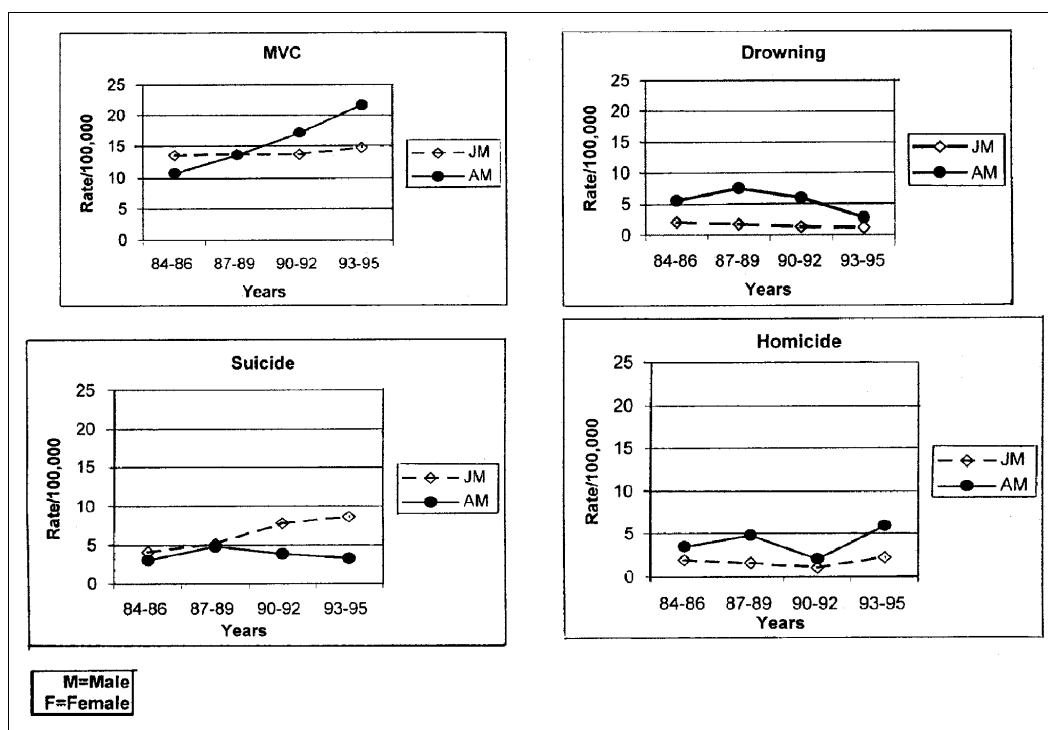 MVC
25
20
15
10
5
0
Rate/100,000
84-86 87-89 90-92 93-95
Years
JM
AM
Drowning
25
20
15
10
5
0
Rate/100,000
84-86 87-89 90-92 93-95
Years
JM
AM
Suicide
25
20
15
10
5
0
Rate/100,000
84-86 87-89 90-92 93-95
Years
JM
AM
Homicide
25
20
15
10
5
0
Rate/100,000
84-86 87-89 90-92 93-95
Years
JM
AM
M=Male
F=Female